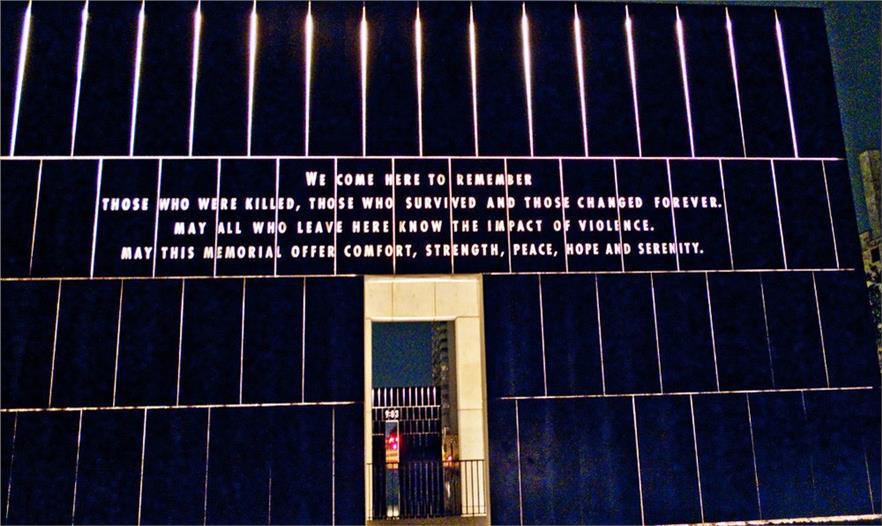 We come here to remember
those who were killed, those who survived and those changed forever.
May all who leave here know the impact of violence.
May this memorial offer comfort, strength, peace, hope and serenity.
9:03